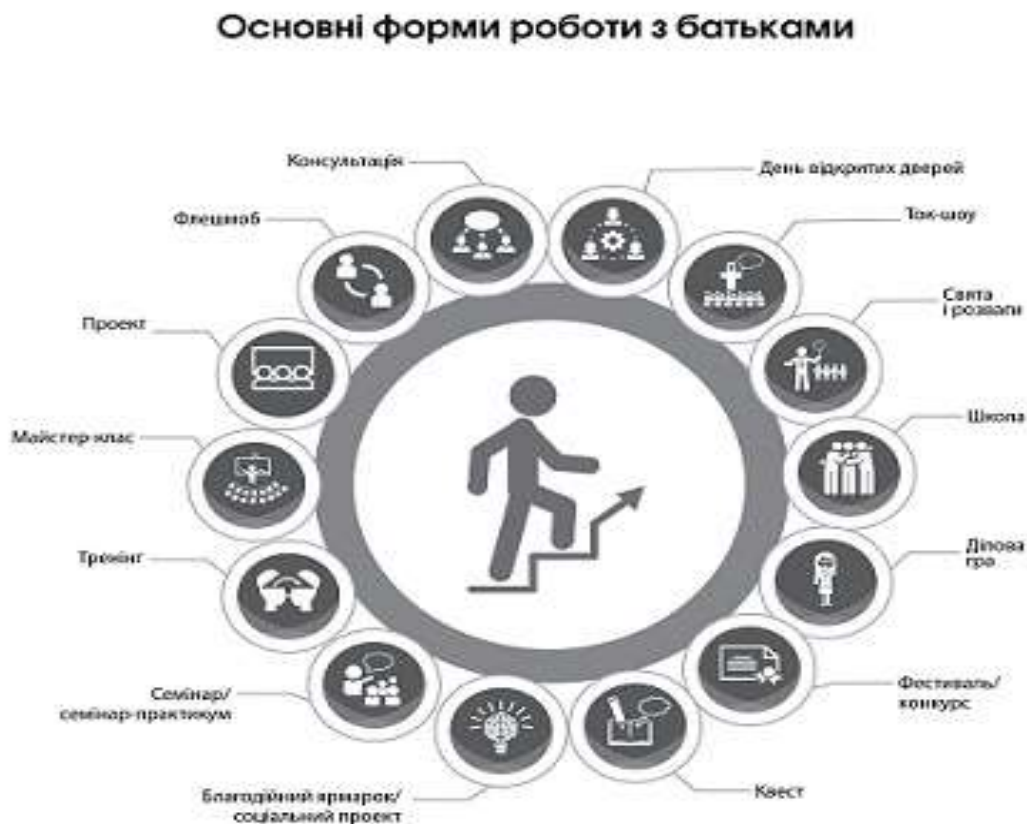 Основні форми роботи з батьками
Консультація
День відкритих дверей
Флешмоб
Ток-шоу
Проект
Свята
і розваги
Майстер-клас
Школа
Тренінг
Ділова
гра
Семінар/
семінар-практикум
Фестиваль/
конкурс
Благодійний ярмарок/
соціальний проект
Квест